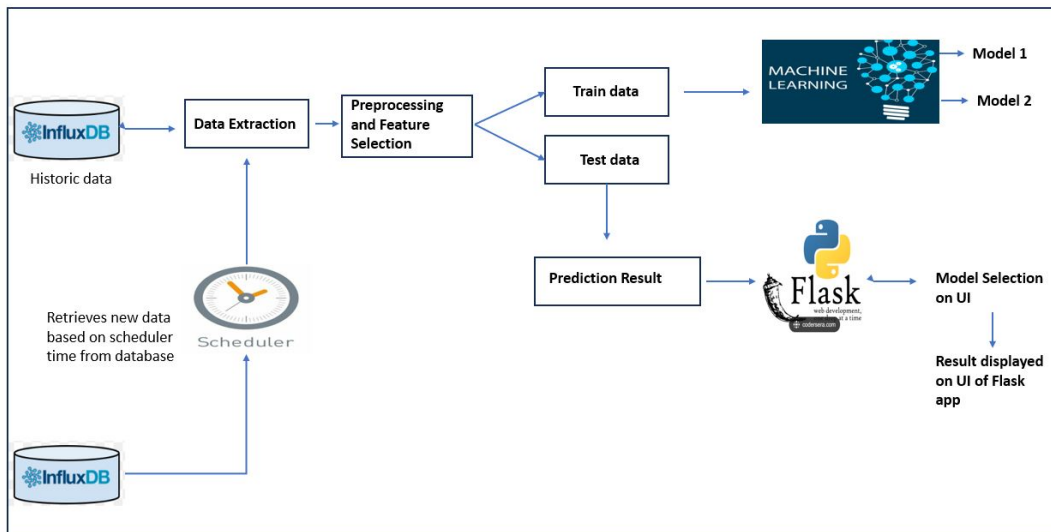 InfluxDB
Historic data
Data Extraction
Preprocessing
and Feature
Selection
Train data
Test data
MACHINE
LEARNING
Model 1
Model 2
Prediction Result
Flask
web development,
at a time
codersera.com
Model Selection
on UI
Result displayed
on UI of Flask
app
Scheduler
Retrieves new data
based on scheduler
time from database
InfluxDB